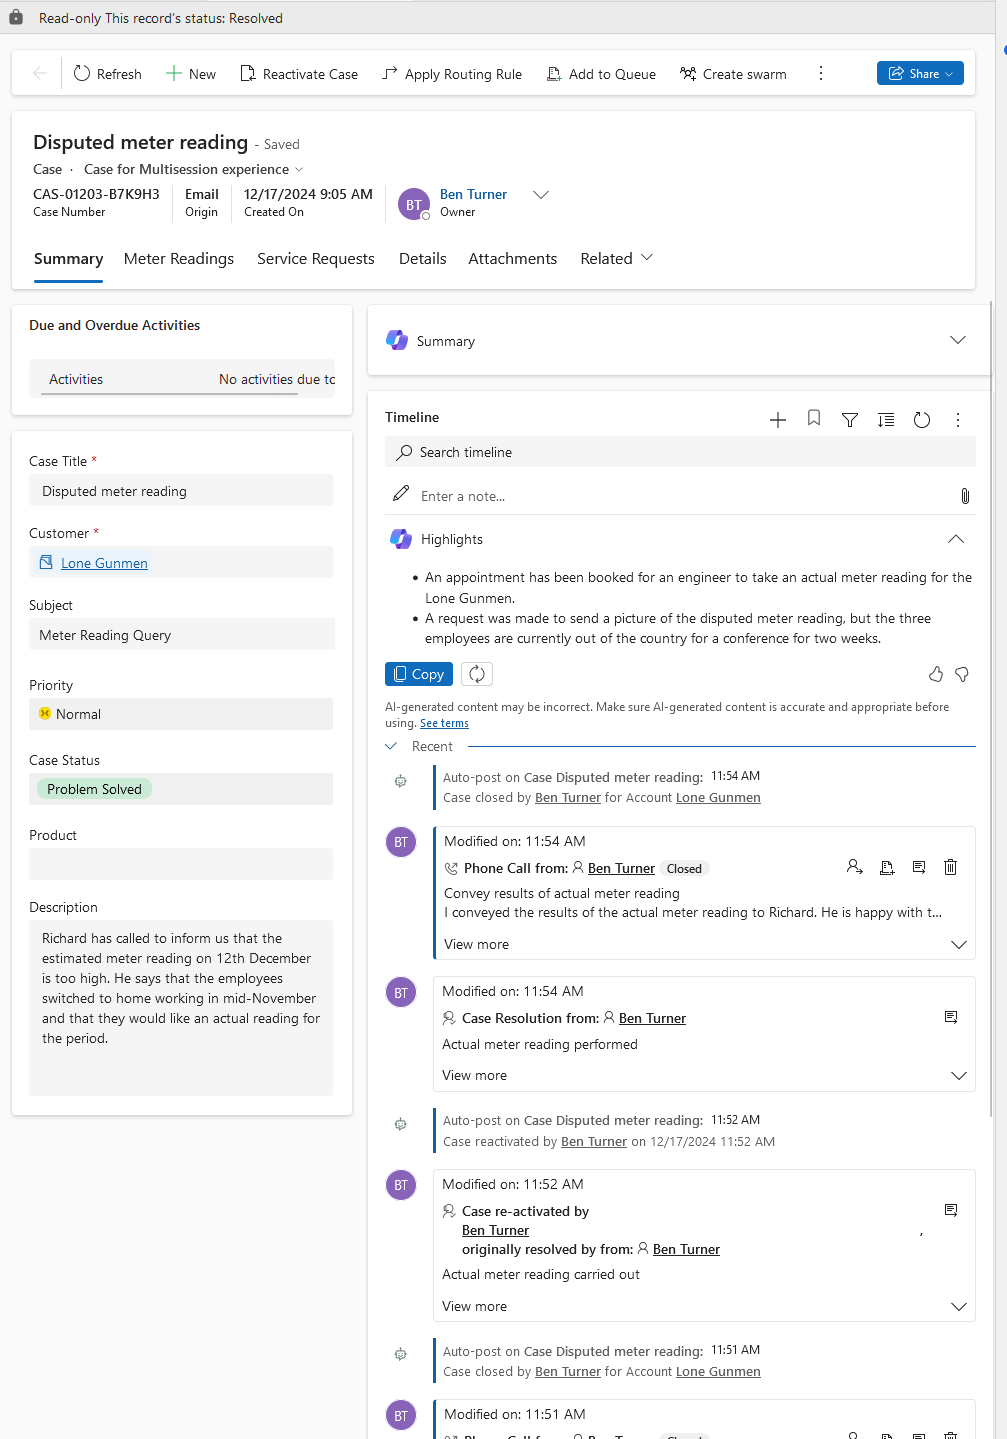 Read-only This record's status: Resolved
Refresh
New
Reactivate Case
Apply Routing Rule
Add to Queue
Create swarm
Share
Disputed meter reading - Saved
Case · Case for Multisession experience
CAS-01203-B7K9H3
Case Number
Email
Origin
12/17/2024 9:05 AM
Created On
BT
Ben Turner
Owner
Summary
Meter Readings
Service Requests
Details
Attachments
Related
Due and Overdue Activities
Activities
No activities due to
Case Title *
Disputed meter reading
Customer *
Lone Gunmen
Subject
Meter Reading Query
Priority
Normal
Case Status
Problem Solved
Product
Description
Richard has called to inform us that the
estimated meter reading on 12th December
is too high. He says that the employees
switched to home working in mid-November
and that they would like an actual reading for
the period.
Summary
Timeline
Search timeline
Enter a note...
Highlights
• An appointment has been booked for an engineer to take an actual meter reading for the
Lone Gunmen.
• A request was made to send a picture of the disputed meter reading, but the three
employees are currently out of the country for a conference for two weeks.
Copy
AI-generated content may be incorrect. Make sure AI-generated content is accurate and appropriate before
using. See terms
Recent
Auto-post on Case Disputed meter reading: 11:54 AM
Case closed by Ben Turner for Account Lone Gunmen
BT
Modified on: 11:54 AM
Phone Call from: Ben Turner Closed
Convey results of actual meter reading
I conveyed the results of the actual meter reading to Richard. He is happy with t...
View more
BT
Modified on: 11:54 AM
Case Resolution from: Ben Turner
Actual meter reading performed
View more
Auto-post on Case Disputed meter reading: 11:52 AM
Case reactivated by Ben Turner on 12/17/2024 11:52 AM
BT
Modified on: 11:52 AM
Case re-activated by
Ben Turner
,
originally resolved by from: Ben Turner
Actual meter reading carried out
View more
Auto-post on Case Disputed meter reading: 11:51 AM
Case closed by Ben Turner for Account Lone Gunmen
BT
Modified on: 11:51 AM